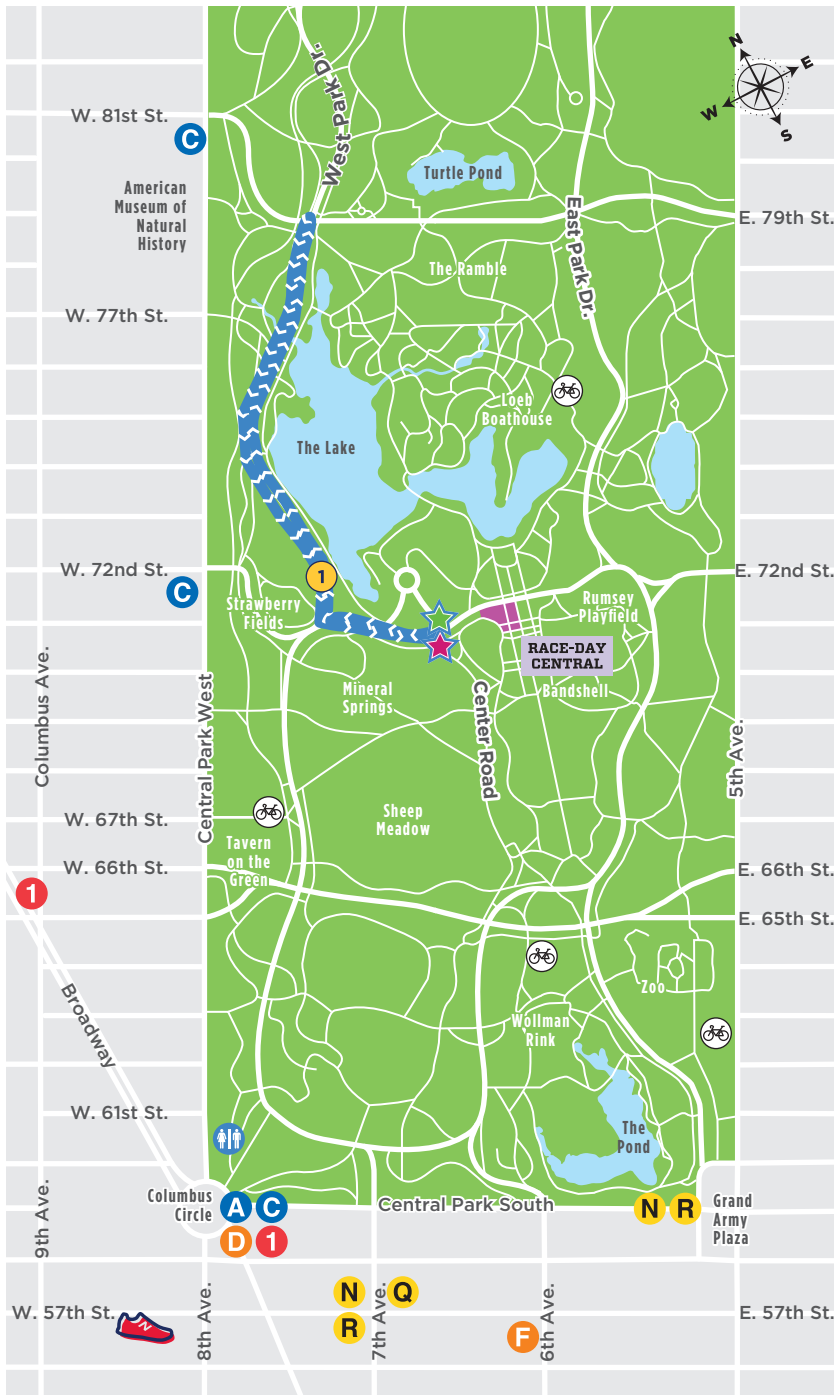 West Park Dr.
N
E
W
S
W. 81st St.
C
Turtle Pond
American
Museum of
Natural
History
East Park Dr.
E. 79th St.
The Ramble
W. 77th St.
Loeb
Boathouse
The Lake
W. 72nd St.
C
1
E. 72nd St.
Strawberry
Fields
Rumsey
Playfield
RACE-DAY
CENTRAL
Mineral
Springs
Bandshell
Center Road
Columbus Ave.
Central Park West
5th Ave.
Sheep
Meadow
W. 67th St.
Tavern
on the
Green
W. 66th St.
E. 66th St.
1
E. 65th St.
Broadway
Zoo
Wollman
Rink
W. 61st St.
The
Pond
Columbus
Circle
A
C
D
1
Central Park South
N
R
Grand
Army
Plaza
9th Ave.
N
Q
R
W. 57th St.
N
8th Ave.
7th Ave.
F
6th Ave.
E. 57th St.